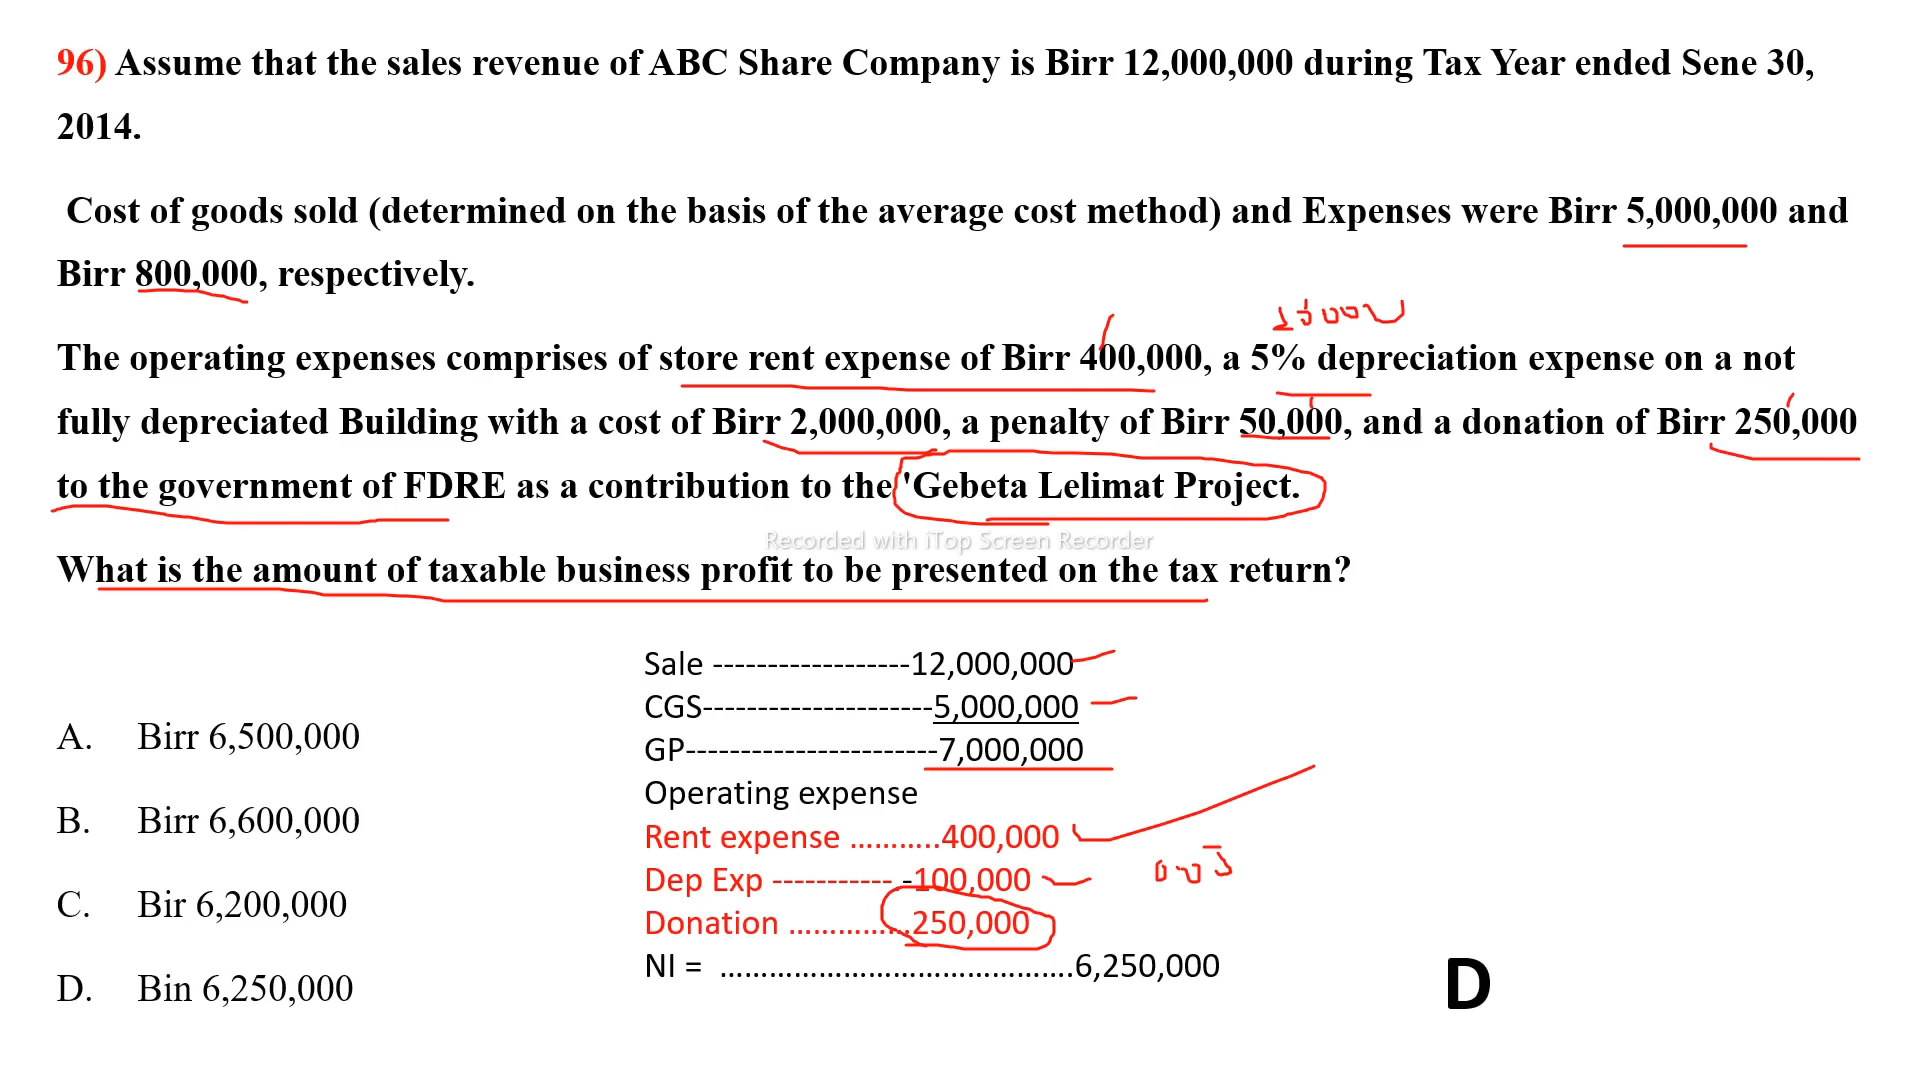 96) Assume that the sales revenue of ABC Share Company is Birr 12,000,000 during Tax Year ended Sene 30,
2014.
Cost of goods sold (determined on the basis of the average cost method) and Expenses were Birr 5,000,000 and
Birr 800,000, respectively.
The operating expenses comprises of store rent expense of Birr 400,000, a 5% depreciation expense on a not
fully depreciated Building with a cost of Birr 2,000,000, a penalty of Birr 50,000, and a donation of Birr 250,000
to the government of FDRE as a contribution to the 'Gebeta Lelimat Project.
Recorded with iTop Screen Recorder
What is the amount of taxable business profit to be presented on the tax return?
A. Birr 6,500,000
B. Birr 6,600,000
C. Bir 6,200,000
D. Bin 6,250,000
Sale ------------------12,000,000
CGS---------------------5,000,000
GP-----------------------7,000,000
Operating expense
Rent expense ...........400,000
Dep Exp ----------- -100,000
Donation ...............250,000
NI = ...........................................6,250,000
D